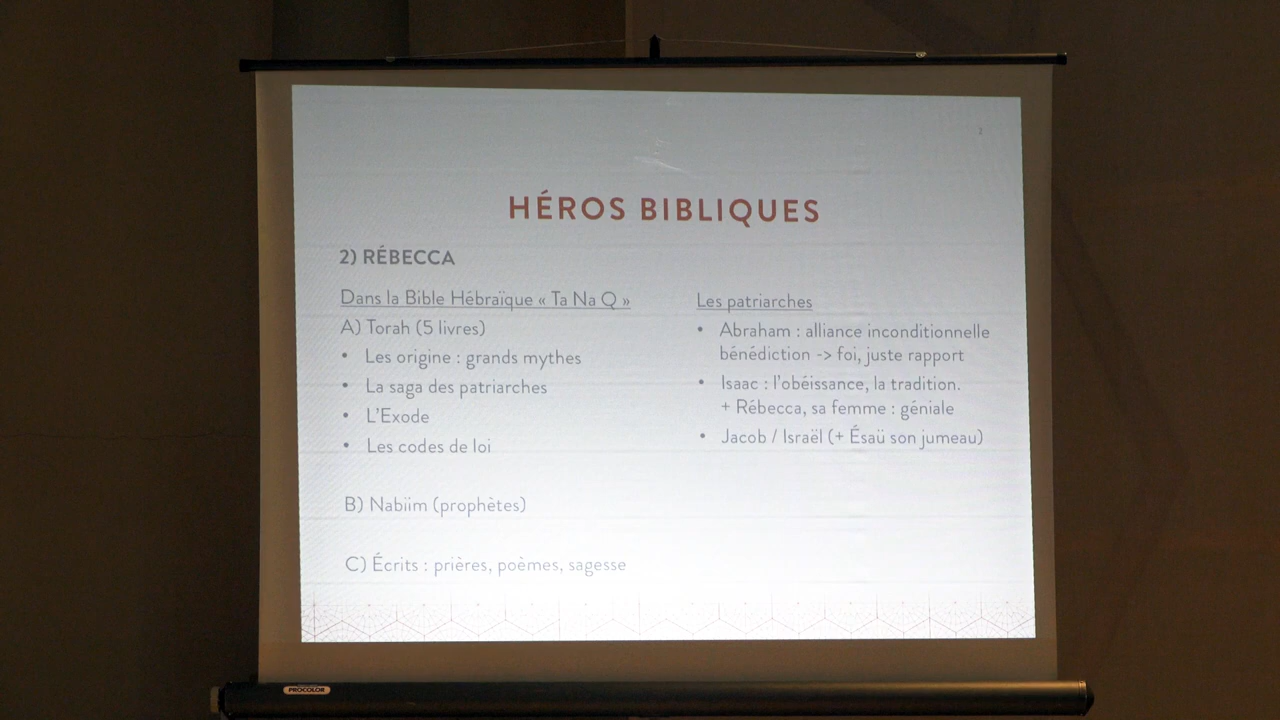 HÉROS BIBLIQUES
2) RÉBECCA
Dans la Bible Hébraïque « Ta Na Q »
A) Torah (5 livres)
• Les origine : grands mythes
• La saga des patriarches
• L'Exode
• Les codes de loi
B) Nabiim (prophètes)
C) Écrits : prières, poèmes, sagesse
Les patriarches
• Abraham : alliance inconditionnelle
bénédiction -> foi, juste rapport
• Isaac : l'obéissance, la tradition.
+ Rébecca, sa femme : géniale
• Jacob / Israël (+ Ésaü son jumeau)
PROCOLOR